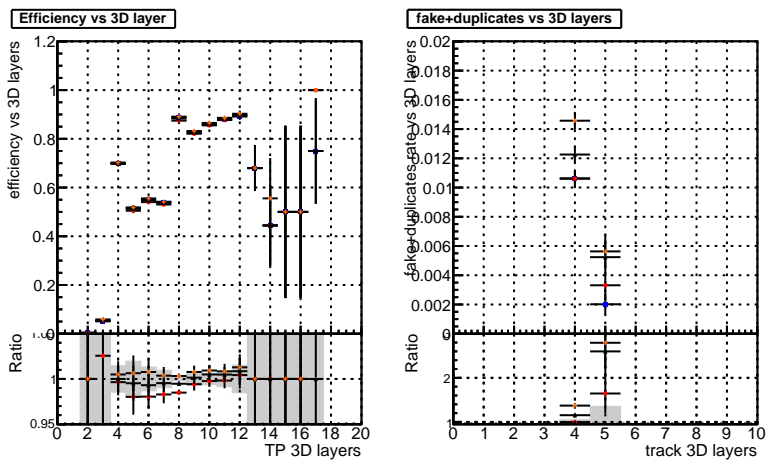 Efficiency vs 3D layer
efficiency vs 3D layers
1.2
1
0.8
0.6
0.4
0.2
0
Ratio
1
0.95
0 2 4 6 8 10 12 14 16 18 20
TP 3D layers
fake+duplicates vs 3D layers
fake+duplicates rate vs 3D layers
0.02
0.018
0.016
0.014
0.012
0.01
0.008
0.006
0.004
0.002
0
Ratio
2
1
0 1 2 3 4 5 6 7 8 9 10
track 3D layers